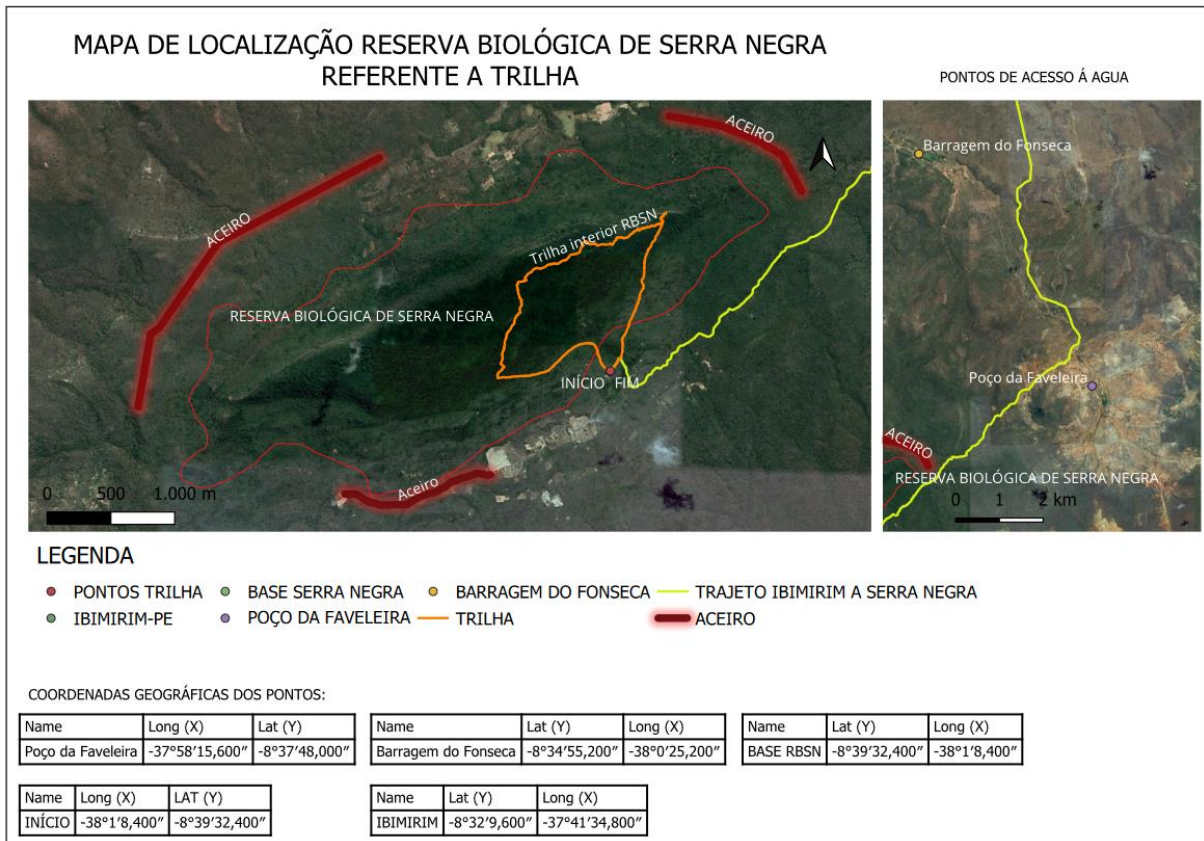 MAPA DE LOCALIZAÇÃO RESERVA BIOLÓGICA DE SERRA NEGRA
REFERENTE A TRILHA
PONTOS DE ACESSO Á AGUA
ACEIRO
ACEIRO
Trilha interior RBSN
RESERVA BIOLÓGICA DE SERRA NEGRA
INÍCIO FIM
Aceiro
0 500 1.000 m
Barragem do Fonseca
Poço da Faveleira
ACEIRO
RESERVA BIOLÓGICA DE SERRA NEGRA
0 1 2 km
LEGENDA
PONTOS TRILHA BASE SERRA NEGRA BARRAGEM DO FONSECA TRAJETO IBIMIRIM A SERRA NEGRA
IBIMIRIM-PE POÇO DA FAVELEIRA TRILHA ACEIRO
COORDENADAS GEOGRÁFICAS DOS PONTOS:
Name Long (X) Lat (Y)
Poço da Faveleira -37°58′15,600″ -8°37′48,000″
Name Lat (Y) Long (X)
Barragem do Fonseca -8°34′55,200″ -38°0′25,200″
Name Lat (Y) Long (X)
BASE RBSN -8°39′32,400″ -38°1′8,400″
Name Long (X) LAT (Y)
INÍCIO -38°1′8,400″ -8°39′32,400″
Name Lat (Y) Long (X)
IBIMIRIM -8°32′9,600″ -37°41′34,800″